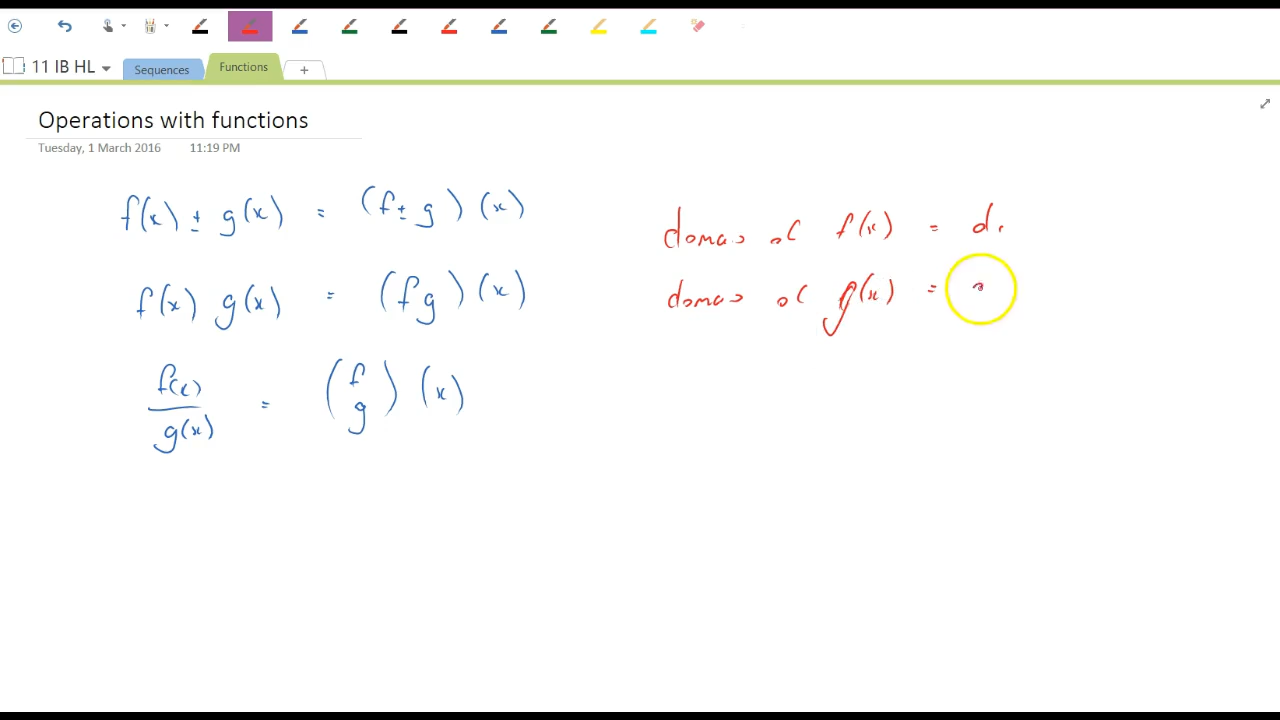 11 IB HL
Sequences
Functions
+
Operations with functions
Tuesday, 1 March 2016 11:19 PM
f(x) ± g(x) = (f ± g)(x)
f(x) g(x) = (fg)(x)
f(x)
g(x)
=
(f
g)
(x)
domain of f(x) = d₁
domain of g(x) =